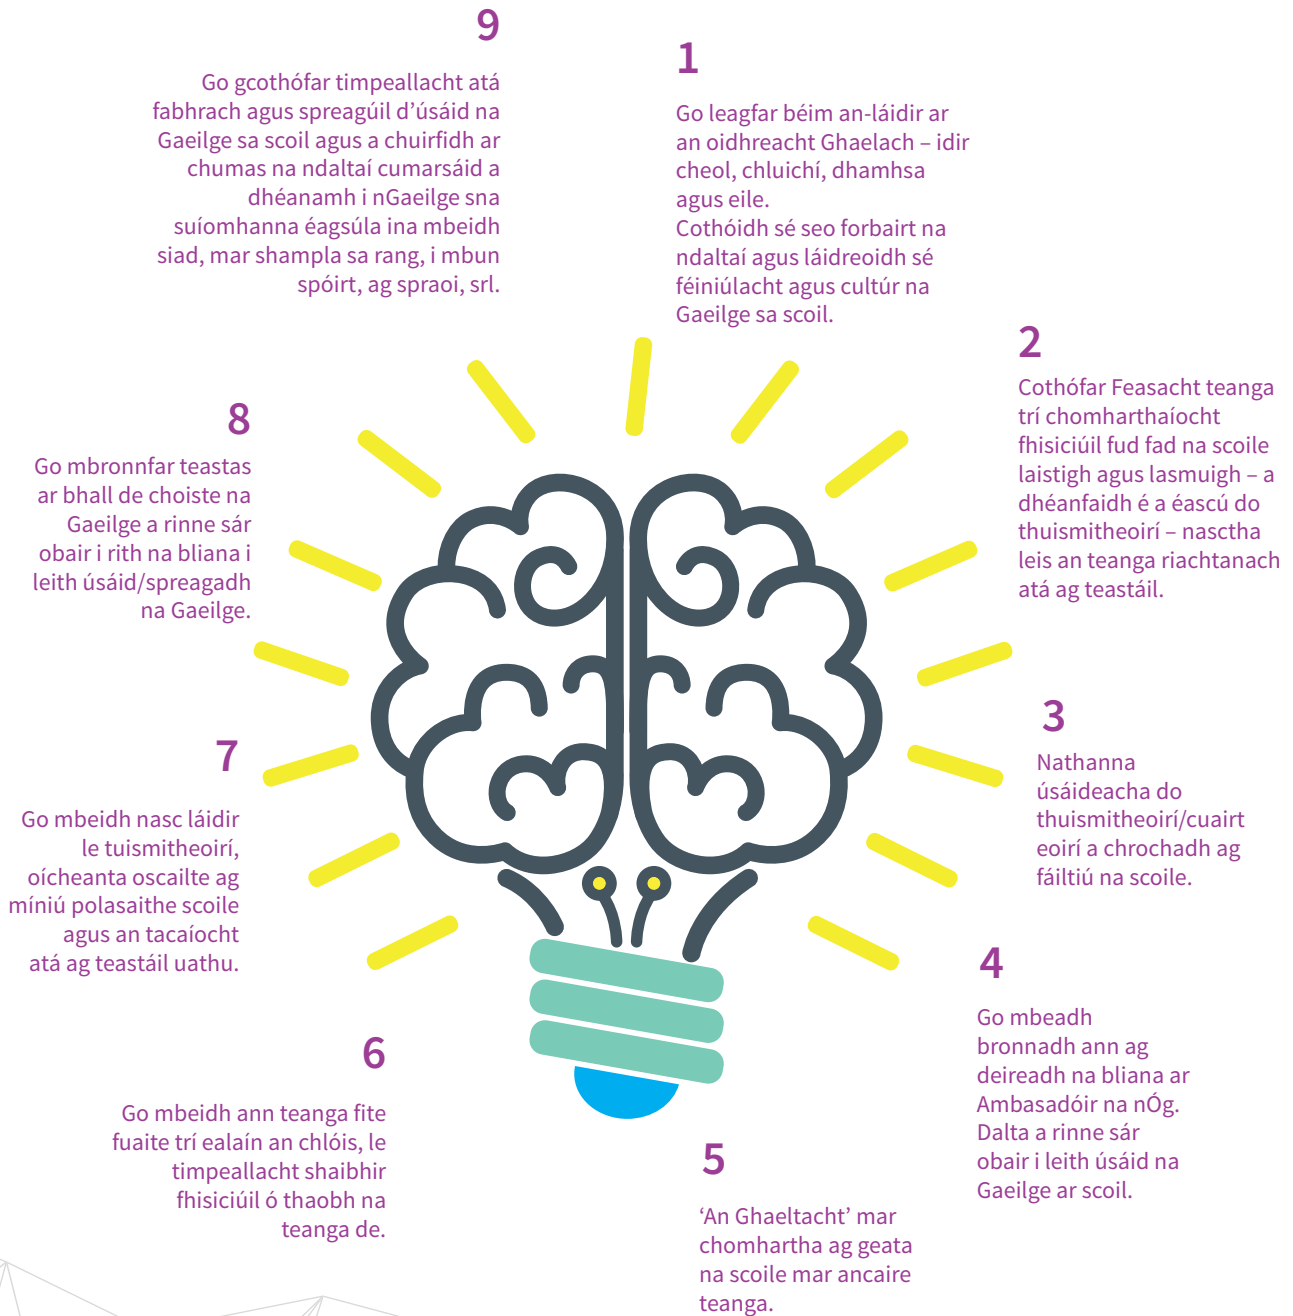 1
Go leagfar béim an-láidir ar
an oidhreacht Ghaelach – idir
cheol, chluichí, dhamhsa
agus eile.
Cothóidh sé seo forbairt na
ndaltaí agus láidreoidh sé
féiniúlacht agus cultúr na
Gaeilge sa scoil.
2
Cothófar Feasacht teanga
trí chomharthaíocht
fhisiciúil fud fad na scoile
laistigh agus lasmuigh – a
dhéanfaidh é a éascú do
thuismitheoirí – nasctha
leis an teanga riachtanach
atá ag teastáil.
3
Nathanna
úsáideacha do
thuismitheoirí/cuairt
eoirí a chrochadh ag
fáiltiú na scoile.
4
Go mbeadh
bronnadh ann ag
deireadh na bliana ar
Ambasadóir na nÓg.
Dalta a rinne sár
obair i leith úsáid na
Gaeilge ar scoil.
5
‘An Ghaeltacht’ mar
chomhartha ag geata
na scoile mar ancaire
teanga.
6
Go mbeidh ann teanga fite
fuaite trí ealaín an chlóis, le
timpeallacht shaibhir
fhisiciúil ó thaobh na
teanga de.
7
Go mbeidh nasc láidir
le tuismitheoirí,
oícheanta oscailte ag
míniú polasaithe scoile
agus an tacaíocht
atá ag teastáil uathu.
8
Go mbronnfar teastas
ar bhall de choiste na
Gaeilge a rinne sár
obair i rith na bliana i
leith úsáid/spreagadh
na Gaeilge.
9
Go gcothófar timpeallacht atá
fabhrach agus spreagúil d’úsáid na
Gaeilge sa scoil agus a chuirfidh ar
chumas na ndaltaí cumarsáid a
dhéanamh i nGaeilge sna
suíomhanna éagsúla ina mbeidh
siad, mar shampla sa rang, i mbun
spóirt, ag spraoi, srl.